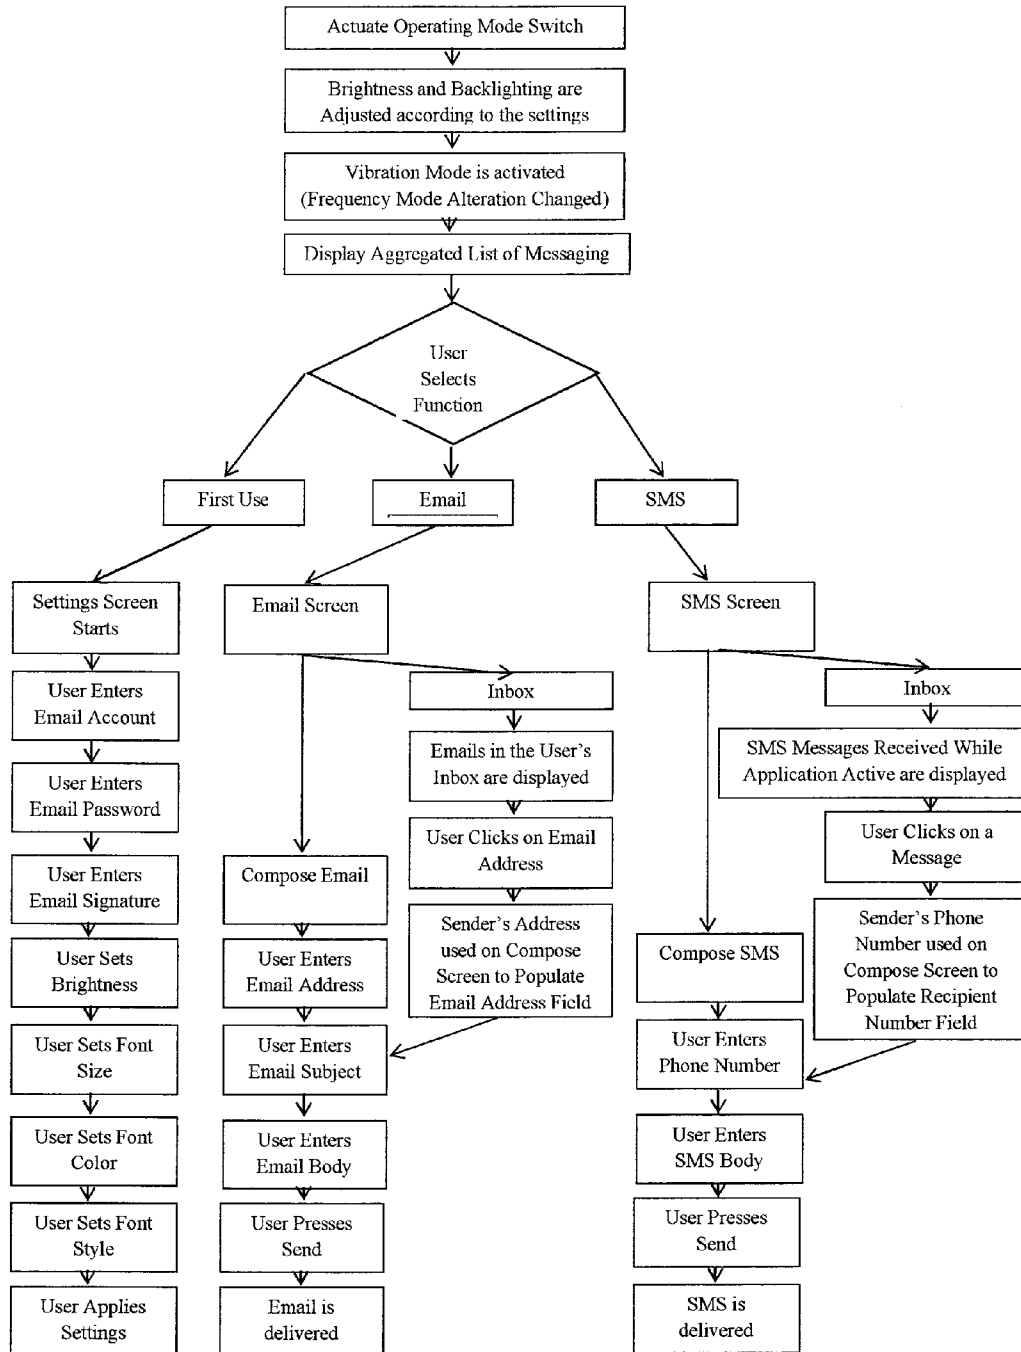 Actuate Operating Mode Switch
Brightness and Backlighting are
Adjusted according to the settings
Vibration Mode is activated
(Frequency Mode Alteration Changed)
Display Aggregated List of Messaging
User
Selects
Function
First Use
Email
SMS
Settings Screen
Starts
User Enters
Email Account
User Enters
Email Password
User Enters
Email Signature
User Sets
Brightness
User Sets Font
Size
User Sets Font
Color
User Sets Font
Style
User Applies
Settings
Email Screen
Compose Email
User Enters
Email Address
User Enters
Email Subject
User Enters
Email Body
User Presses
Send
Email is
delivered
Inbox
Emails in the User's
Inbox are displayed
User Clicks on Email
Address
Sender's Address
used on Compose
Screen to Populate
Email Address Field
SMS Screen
Compose SMS
User Enters
Phone Number
User Enters
SMS Body
User Presses
Send
SMS is
delivered
Inbox
SMS Messages Received While
Application Active are displayed
User Clicks on a
Message
Sender's Phone
Number used on
Compose Screen to
Populate Recipient
Number Field